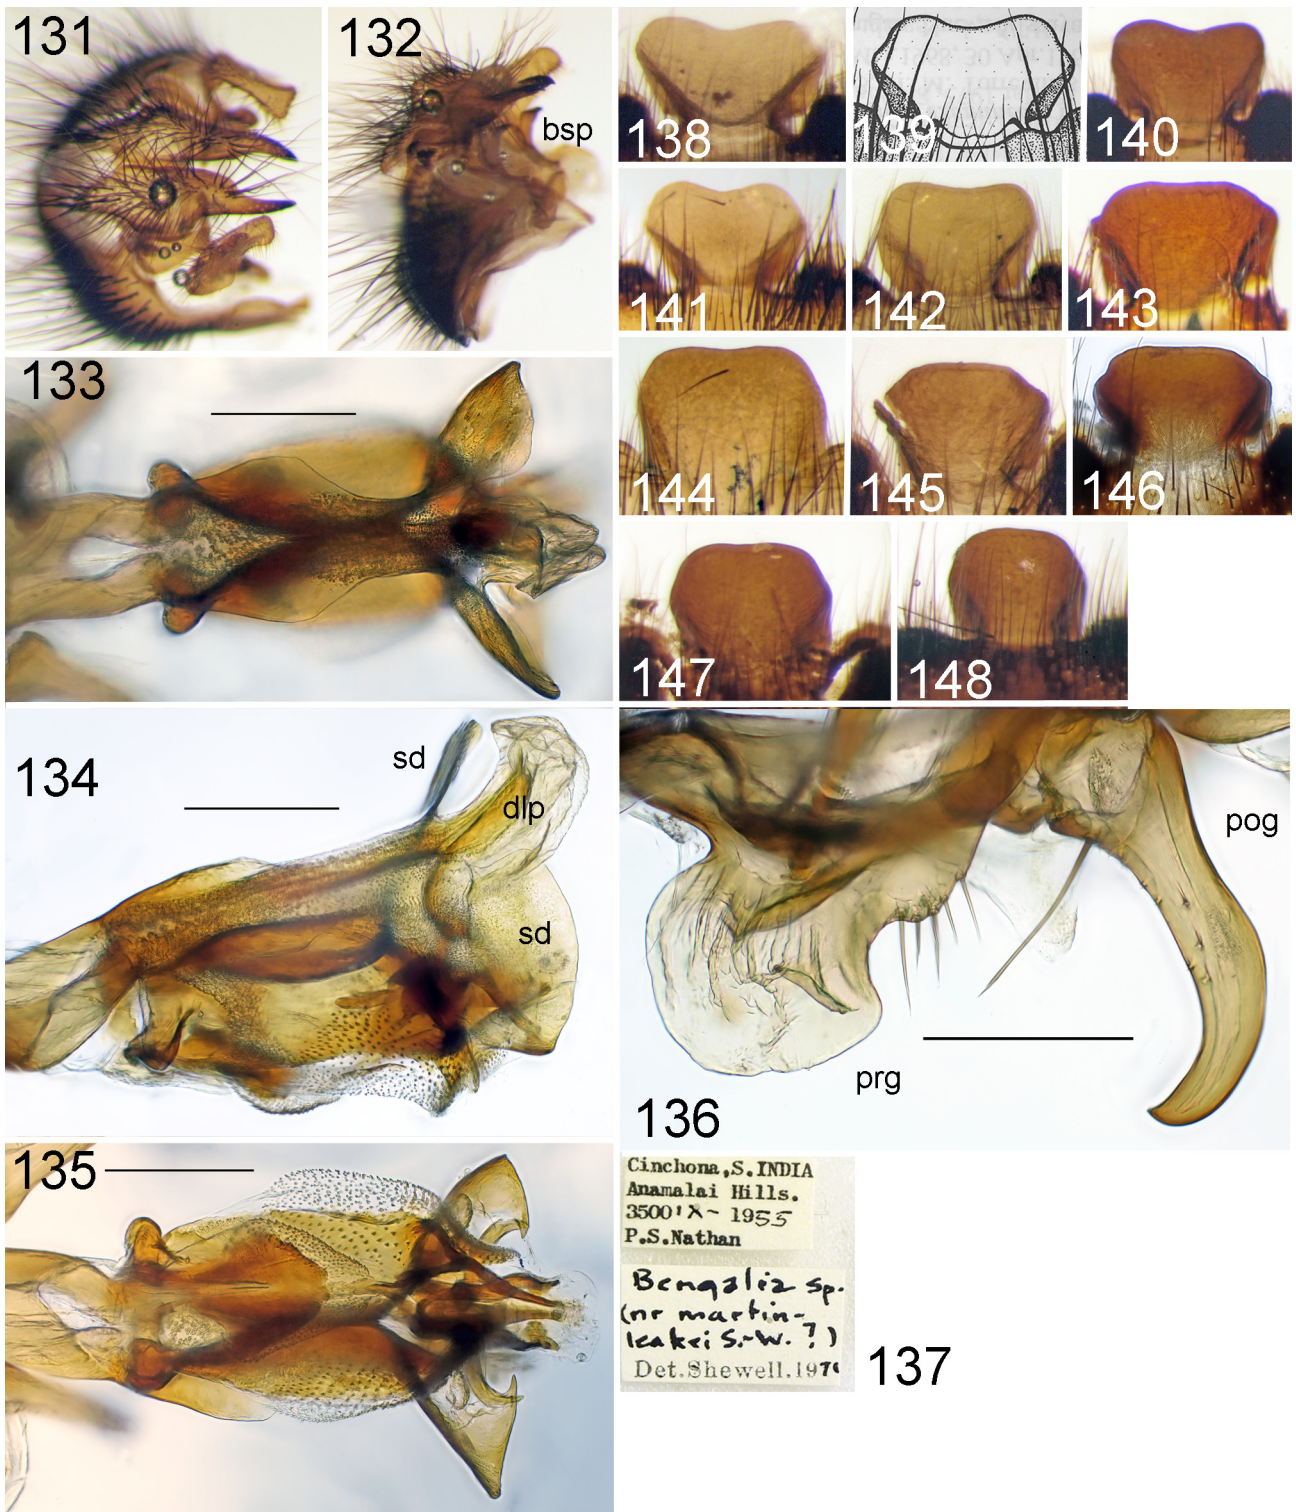 131
132
bsp
138
139
140
141
142
143
144
145
146
147
148
133
134
sd
dlp
sd
135
pog
prg
136
Cinchona, S. INDIA
Anamalai Hills.
3500' X- 1955
P.S.Nathan
Bengalia sp.
(nr martin-
leakei S.-W. ?)
Det. Shewell.
137